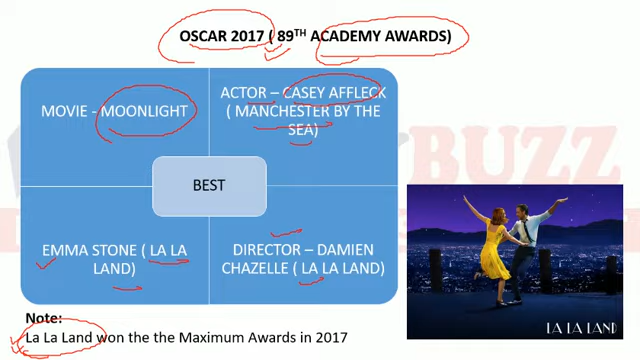 OSCAR 2017 ( 89TH ACADEMY AWARDS)
MOVIE - MOONLIGHT
ACTOR – CASEY AFFLECK
( MANCHESTER BY THE
SEA)
BEST
EMMA STONE ( LA LA
LAND)
DIRECTOR – DAMIEN
CHAZELLE ( LA LA LAND)
LA LA LAND
Note:
La La Land won the the Maximum Awards in 2017
BUZZ